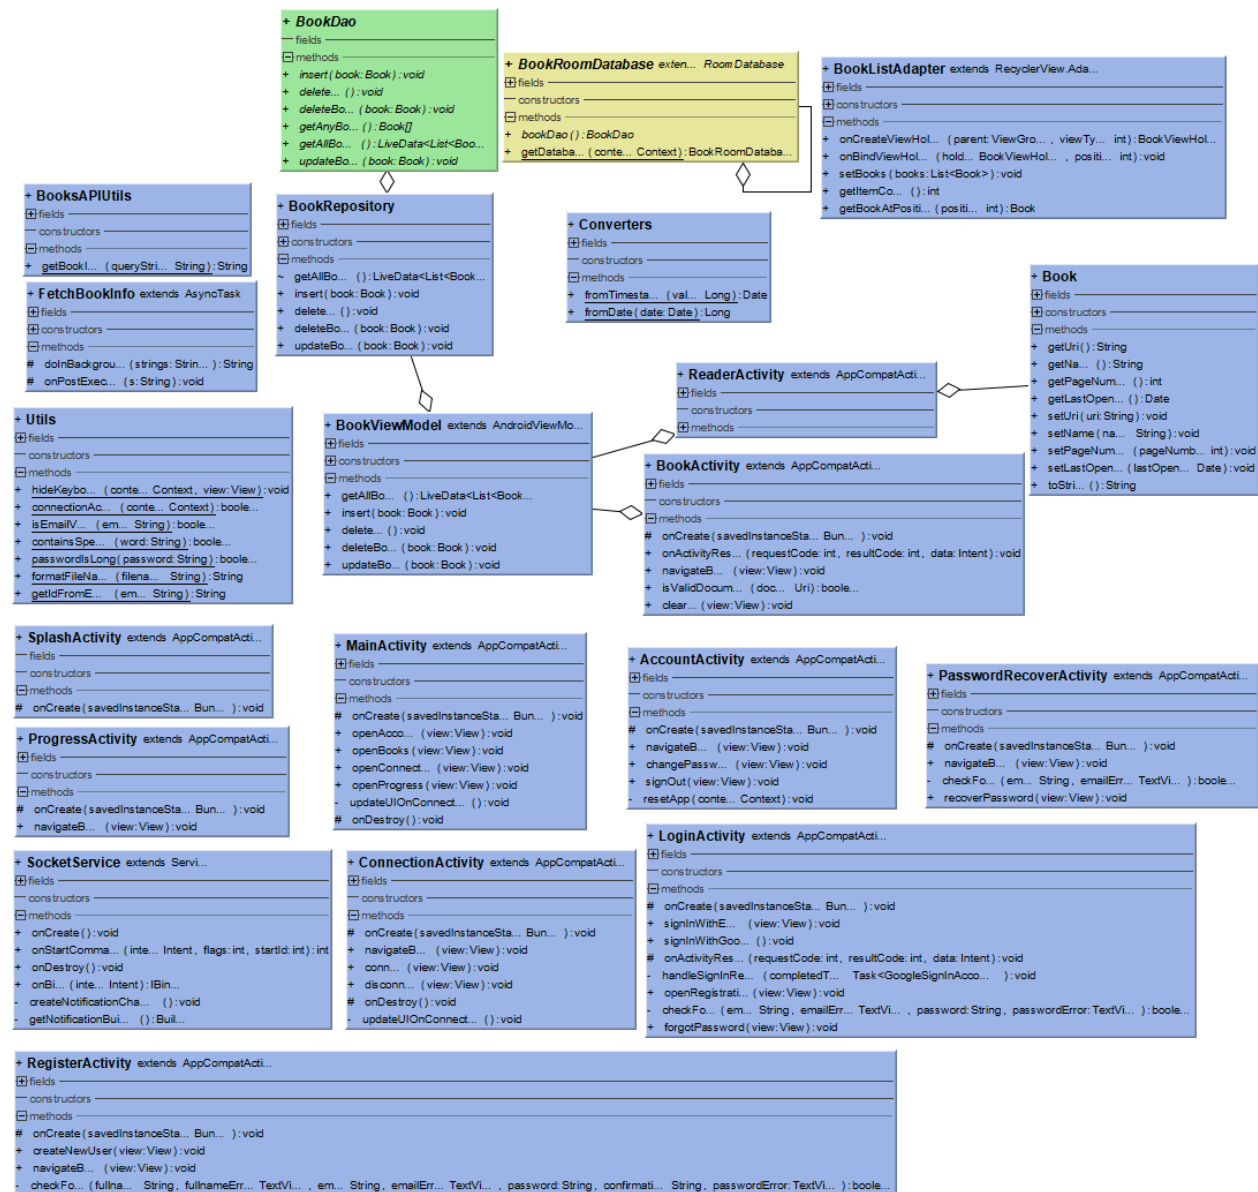 + BookDao
fields
methods
+ insert(book:Book):void
+ delete... ():void
+ deleteBo... (book:Book):void
+ getAnyBo... ():Book[]
+ getAllBo... ():LiveData<List<Boo...
+ updateBo... (book:Book):void
+ BookRoomDatabase exten... RoomDatabase
fields
constructors
methods
+ bookDao():BookDao
+ getDataba... (conte... Context):BookRoomDataba...
+ BookListAdapter extends RecyclerView.Ada...
fields
constructors
methods
+ onCreateViewHol... (parent:ViewGro... , viewTy... int):BookViewHol...
+ onBindViewHol... (hold... BookViewHol... , positi... int):void
+ setBooks(books:List<Book>):void
+ getItemCo... ():int
+ getBookAtPositi... (positi... int):Book
+ BooksAPIUtils
fields
constructors
methods
+ getBookI... (queryStri... String):String
+ BookRepository
fields
constructors
methods
~ getAllBo... ():LiveData<List<Book...
+ insert(book:Book):void
+ delete... ():void
+ deleteBo... (book:Book):void
+ updateBo... (book:Book):void
+ Converters
fields
constructors
methods
+ fromTimesta... (val... Long):Date
+ fromDate(date:Date):Long
+ Book
fields
constructors
methods
+ getUri():String
+ getNa... ():String
+ getPageNum... ():int
+ getLastOpen... ():Date
+ setUri(uri:String):void
+ setName(na... String):void
+ setPageNum... (pageNumb... int):void
+ setLastOpen... (lastOpen... Date):void
+ toStri... ():String
+ FetchBookInfo extends AsyncTask
fields
constructors
methods
# doInBackgrou... (strings:Strin... ):String
# onPostExec... (s:String):void
+ ReaderActivity extends AppCompatActi...
fields
constructors
methods
+ Utils
fields
constructors
methods
+ hideKeybo... (conte... Context, view:View):void
+ connectionAc... (conte... Context):boole...
+ isEmailV... (em... String):boole...
+ containsSpe... (word:String):boole...
+ passwordIsLong(password:String):boole...
+ formatFileNa... (filena... String):String
+ getIdFromE... (em... String):String
+ BookViewModel extends AndroidViewMo...
fields
constructors
methods
+ getAllBo... ():LiveData<List<Book...
+ insert(book:Book):void
+ delete... ():void
+ deleteBo... (book:Book):void
+ updateBo... (book:Book):void
+ BookActivity extends AppCompatActi...
fields
constructors
methods
# onCreate(savedInstanceSta... Bun... ):void
+ onActivityRes... (requestCode:int, resultCode:int, data:Intent):void
+ navigateB... (view:View):void
+ isValidDocum... (doc... Uri):boole...
+ clear... (view:View):void
+ SplashActivity extends AppCompatActi...
fields
constructors
methods
# onCreate(savedInstanceSta... Bun... ):void
+ MainActivity extends AppCompatActi...
fields
constructors
methods
# onCreate(savedInstanceSta... Bun... ):void
+ openAcco... (view:View):void
+ openBooks(view:View):void
+ openConnect... (view:View):void
+ openProgress(view:View):void
- updateUIOnConnect... ():void
# onDestroy():void
+ AccountActivity extends AppCompatActi...
fields
constructors
methods
# onCreate(savedInstanceSta... Bun... ):void
+ navigateB... (view:View):void
+ changePassw... (view:View):void
+ signOut(view:View):void
- resetApp(conte... Context):void
+ PasswordRecoverActivity extends AppCompatActi...
fields
constructors
methods
# onCreate(savedInstanceSta... Bun... ):void
+ navigateB... (view:View):void
- checkFo... (em... String, emailErr... TextVi... ):boole...
+ recoverPassword(view:View):void
+ ProgressActivity extends AppCompatActi...
fields
constructors
methods
# onCreate(savedInstanceSta... Bun... ):void
+ navigateB... (view:View):void
+ SocketService extends Servi...
fields
constructors
methods
+ onCreate():void
+ onStartComma... (inte... Intent, flags:int, startId:int):int
+ onDestroy():void
+ onBi... (inte... Intent):IBin...
- createNotificationCha... ():void
- getNotificationBui... ():Buil...
+ ConnectionActivity extends AppCompatActi...
fields
constructors
methods
# onCreate(savedInstanceSta... Bun... ):void
+ navigateB... (view:View):void
+ conn... (view:View):void
+ disconn... (view:View):void
# onDestroy():void
- updateUIOnConnect... ():void
+ LoginActivity extends AppCompatActi...
fields
constructors
methods
# onCreate(savedInstanceSta... Bun... ):void
+ signInWithE... (view:View):void
+ signInWithGoo... ():void
# onActivityRes... (requestCode:int, resultCode:int, data:Intent):void
- handleSignInRe... (completedT... Task<GoogleSignInAcco... ):void
+ openRegistrati... (view:View):void
- checkFo... (em... String, emailErr... TextVi... , password:String, passwordError:TextVi... ):boole...
+ forgotPassword(view:View):void
+ RegisterActivity extends AppCompatActi...
fields
constructors
methods
# onCreate(savedInstanceSta... Bun... ):void
+ createNewUser(view:View):void
+ navigateB... (view:View):void
- checkFo... (fullna... String, fullnameErr... TextVi... , em... String, emailErr... TextVi... , password:String, confirmati... String, passwordError:TextVi... ):boole...